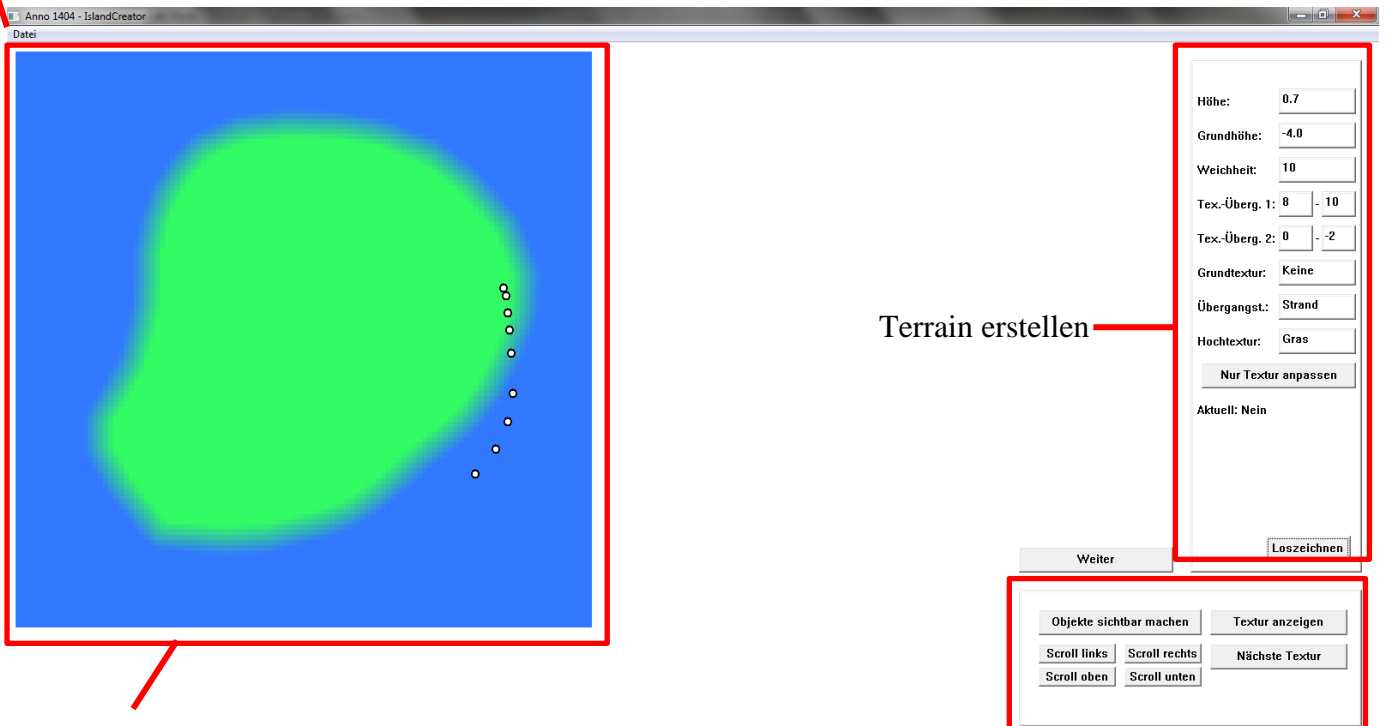 Anno 1404 - IslandCreator
Datei
Höhe: 0.7
Grundhöhe: -4.0
Weichheit: 10
Tex.-Überg. 1: 8 - 10
Tex.-Überg. 2: 0 - -2
Grundtextur: Keine
Übergangst.: Strand
Hochtextur: Gras
Nur Textur anpassen
Aktuell: Nein
Loszeichnen
Terrain erstellen
Weiter
Objekte sichtbar machen Textur anzeigen
Scroll links Scroll rechts Nächste Textur
Scroll oben Scroll unten